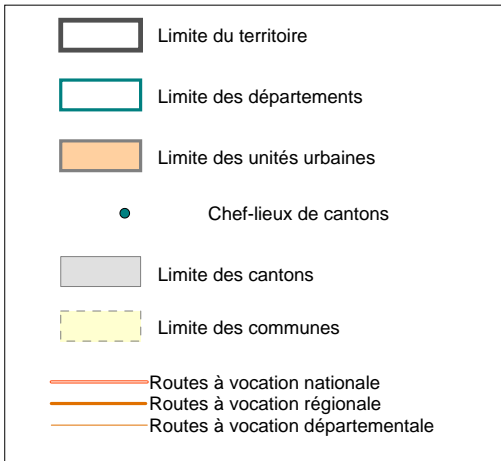 Limite du territoire
Limite des départements
Limite des unités urbaines
Chef-lieux de cantons
Limite des cantons
Limite des communes
Routes à vocation nationale
Routes à vocation régionale
Routes à vocation départementale